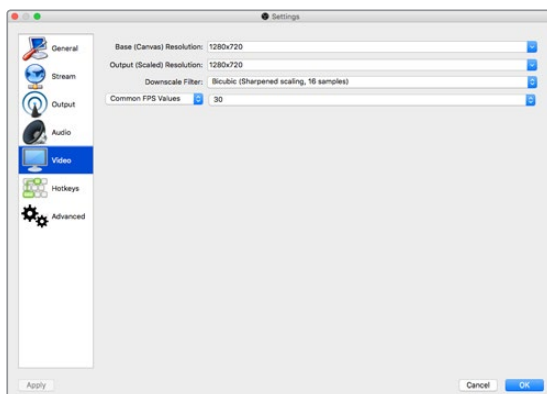 Settings
General
Stream
Output
Audio
Video
Hotkeys
Advanced
Base (Canvas) Resolution: 1280x720
Output (Scaled) Resolution: 1280x720
Downscale Filter: Bicubic (Sharpened scaling, 16 samples)
Common FPS Values 30
Apply
Cancel
OK